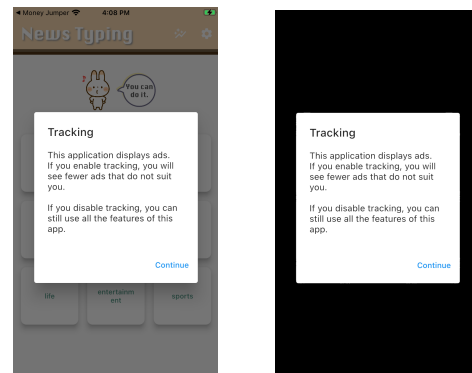 Money Jumper
4:08 PM
News Typing
You can
do it.
Tracking
This application displays ads.
If you enable tracking, you will
see fewer ads that do not suit
you.
If you disable tracking, you can
still use all the features of this
app.
Continue
life
entertainm
ent
sports
Tracking
This application displays ads.
If you enable tracking, you will
see fewer ads that do not suit
you.
If you disable tracking, you can
still use all the features of this
app.
Continue